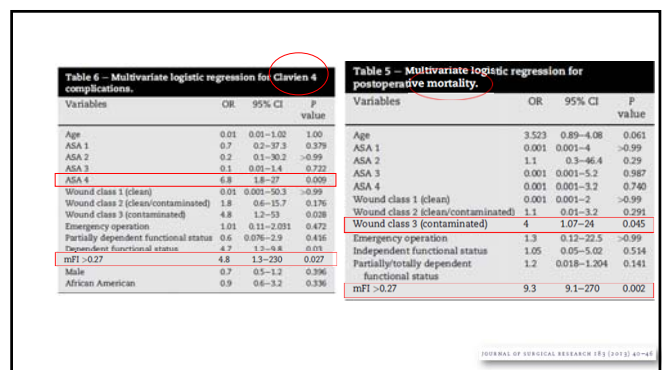 Table 6 – Multivariate logistic regression for Clavien 4
complications.
Variables OR 95% CI P
value
Age 0.01 0.01–1.02 1.00
ASA 1 0.7 0.2–37.3 0.379
ASA 2 0.2 0.1–30.2 >0.99
ASA 3 0.1 0.01–1.4 0.722
ASA 4 6.8 1.8–27 0.009
Wound class 1 (clean) 0.01 0.001–50.3 >0.99
Wound class 2 (clean/contaminated) 1.8 0.6–15.7 0.176
Wound class 3 (contaminated) 4.8 1.2–53 0.028
Emergency operation 1.01 0.11–2.031 0.472
Partially dependent functional status 0.6 0.076–2.9 0.416
Dependent functional status 4.7 1.2–9.8 0.03
mFI >0.27 4.8 1.3–230 0.027
Male 0.7 0.5–1.2 0.396
African American 0.9 0.6–3.2 0.336
Table 5 – Multivariate logistic regression for
postoperative mortality.
Variables OR 95% CI P
value
Age 3.523 0.89–4.08 0.061
ASA 1 0.001 0.001–4 >0.99
ASA 2 1.1 0.3–46.4 0.29
ASA 3 0.001 0.001–5.2 0.987
ASA 4 0.001 0.001–3.2 0.740
Wound class 1 (clean) 0.001 0.001–2 >0.99
Wound class 2 (clean/contaminated) 1.1 0.01–3.2 0.291
Wound class 3 (contaminated) 4 1.07–24 0.045
Emergency operation 1.3 0.12–22.5 >0.99
Independent functional status 1.05 0.05–5.02 0.514
Partially/totally dependent 1.2 0.018–1.204 0.141
functional status
mFI >0.27 9.3 9.1–270 0.002
JOURNAL OF SURGICAL RESEARCH 183 (2013) 40–46